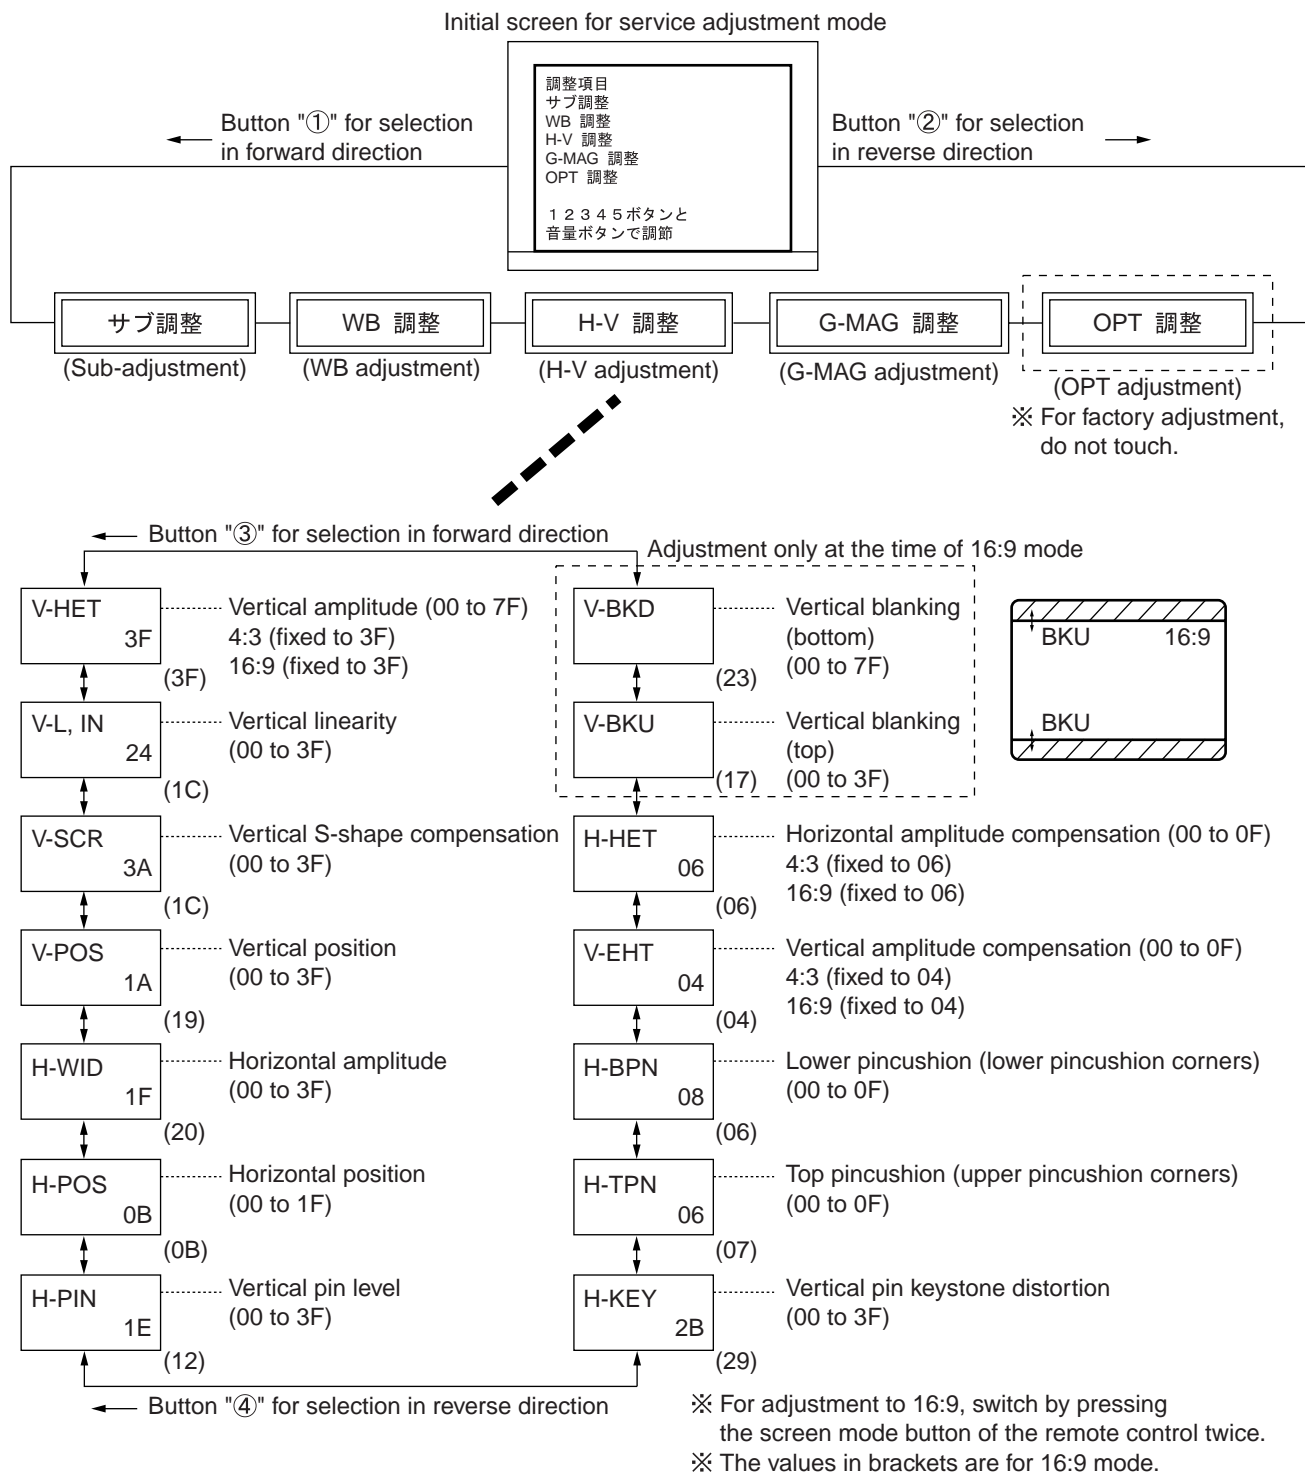 Initial screen for service adjustment mode
調整項目
サブ調整
WB 調整
H-V 調整
G-MAG 調整
OPT 調整
１２３４５ボタンと
音量ボタンで調節
Button "①" for selection
in forward direction
Button "②" for selection
in reverse direction
サブ調整
(Sub-adjustment)
WB 調整
(WB adjustment)
H-V 調整
(H-V adjustment)
G-MAG 調整
(G-MAG adjustment)
OPT 調整
(OPT adjustment)
※ For factory adjustment,
do not touch.
Button "③" for selection in forward direction
V-HET
3F
(3F)
Vertical amplitude (00 to 7F)
4:3 (fixed to 3F)
16:9 (fixed to 3F)
V-L, IN
24
(1C)
Vertical linearity
(00 to 3F)
V-SCR
3A
(1C)
Vertical S-shape compensation
(00 to 3F)
V-POS
1A
(19)
Vertical position
(00 to 3F)
H-WID
1F
(20)
Horizontal amplitude
(00 to 3F)
H-POS
0B
(0B)
Horizontal position
(00 to 1F)
H-PIN
1E
(12)
Vertical pin level
(00 to 3F)
Button "④" for selection in reverse direction
Adjustment only at the time of 16:9 mode
V-BKD
(23)
Vertical blanking
(bottom)
(00 to 7F)
V-BKU
(17)
Vertical blanking
(top)
(00 to 3F)
BKU 16:9
BKU
H-HET
06
(06)
Horizontal amplitude compensation (00 to 0F)
4:3 (fixed to 06)
16:9 (fixed to 06)
V-EHT
04
(04)
Vertical amplitude compensation (00 to 0F)
4:3 (fixed to 04)
16:9 (fixed to 04)
H-BPN
08
(06)
Lower pincushion (lower pincushion corners)
(00 to 0F)
H-TPN
06
(07)
Top pincushion (upper pincushion corners)
(00 to 0F)
H-KEY
2B
(29)
Vertical pin keystone distortion
(00 to 3F)
※ For adjustment to 16:9, switch by pressing
the screen mode button of the remote control twice.
※ The values in brackets are for 16:9 mode.